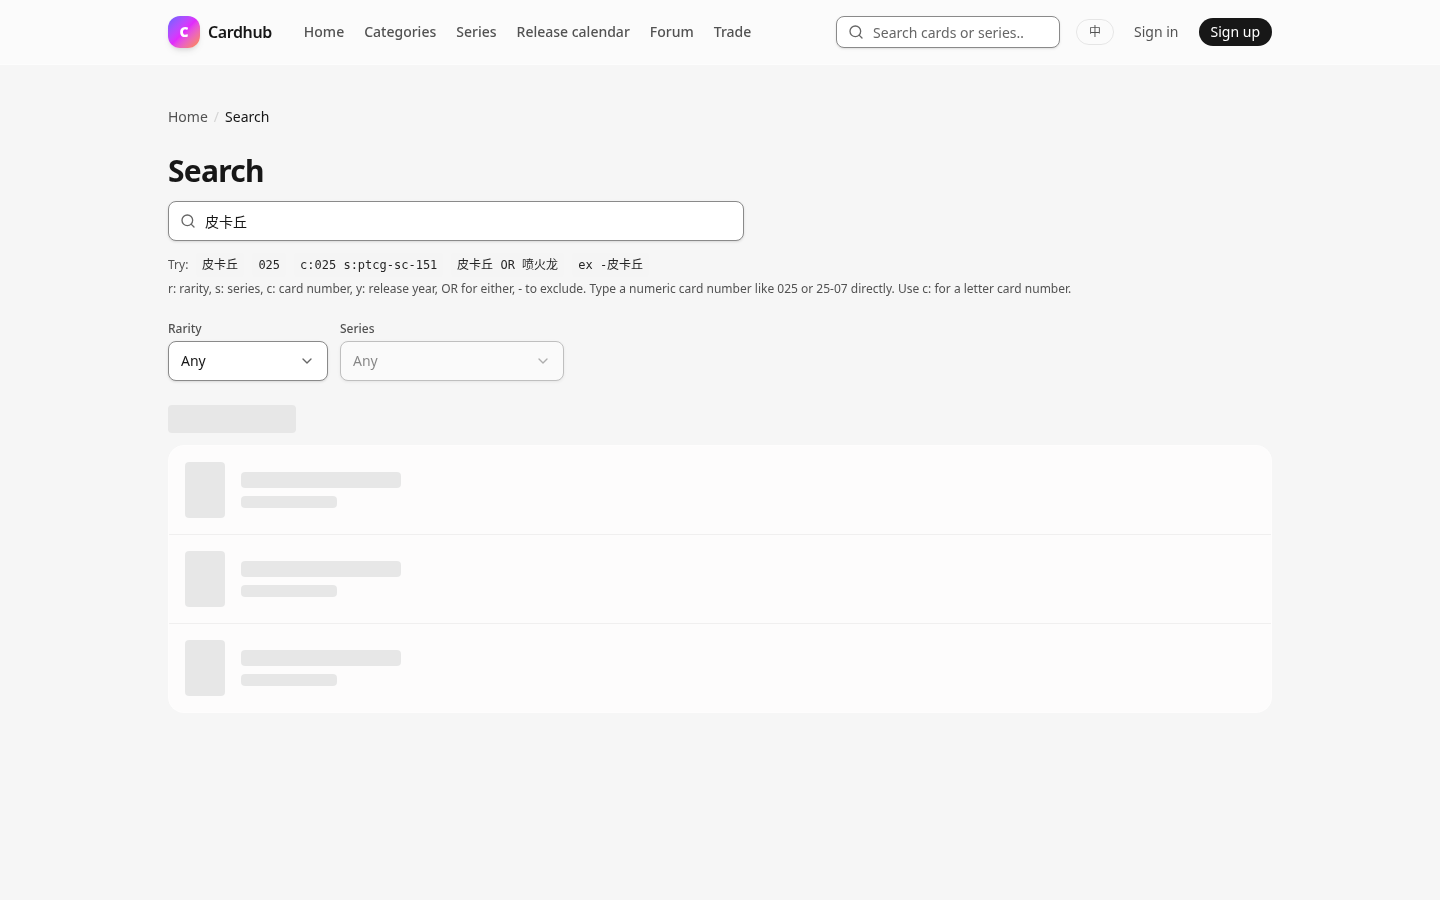 C Cardhub Home Categories Series Release calendar Forum Trade Search cards or series.. 中 Sign in Sign up
Home / Search
Search
皮卡丘
Try: 皮卡丘 025 c:025 s:ptcg-sc-151 皮卡丘 OR 喷火龙 ex -皮卡丘
r: rarity, s: series, c: card number, y: release year, OR for either, - to exclude. Type a numeric card number like 025 or 25-07 directly. Use c: for a letter card number.
Rarity Series
Any Any